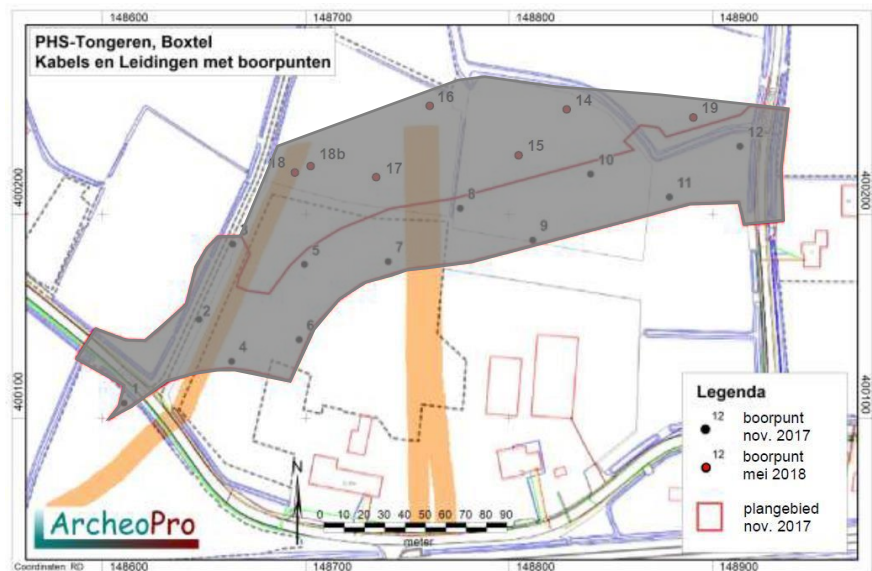 148600 148700 148800 148900
PHS-Tongeren, Boxtel
Kabels en Leidingen met boorpunten
16
14
19
12
18
18b
17
15
10
11
400200
400200
8
9
3
5
7
2
6
4
1
400100
400100
Legenda
12 boorpunt
nov. 2017
12 boorpunt
mei 2018
plangebied
nov. 2017
N
0 10 20 30 40 50 60 70 80 90
meter
ArcheoPro
Coordinaten: RD
148600 148700 148800 148900